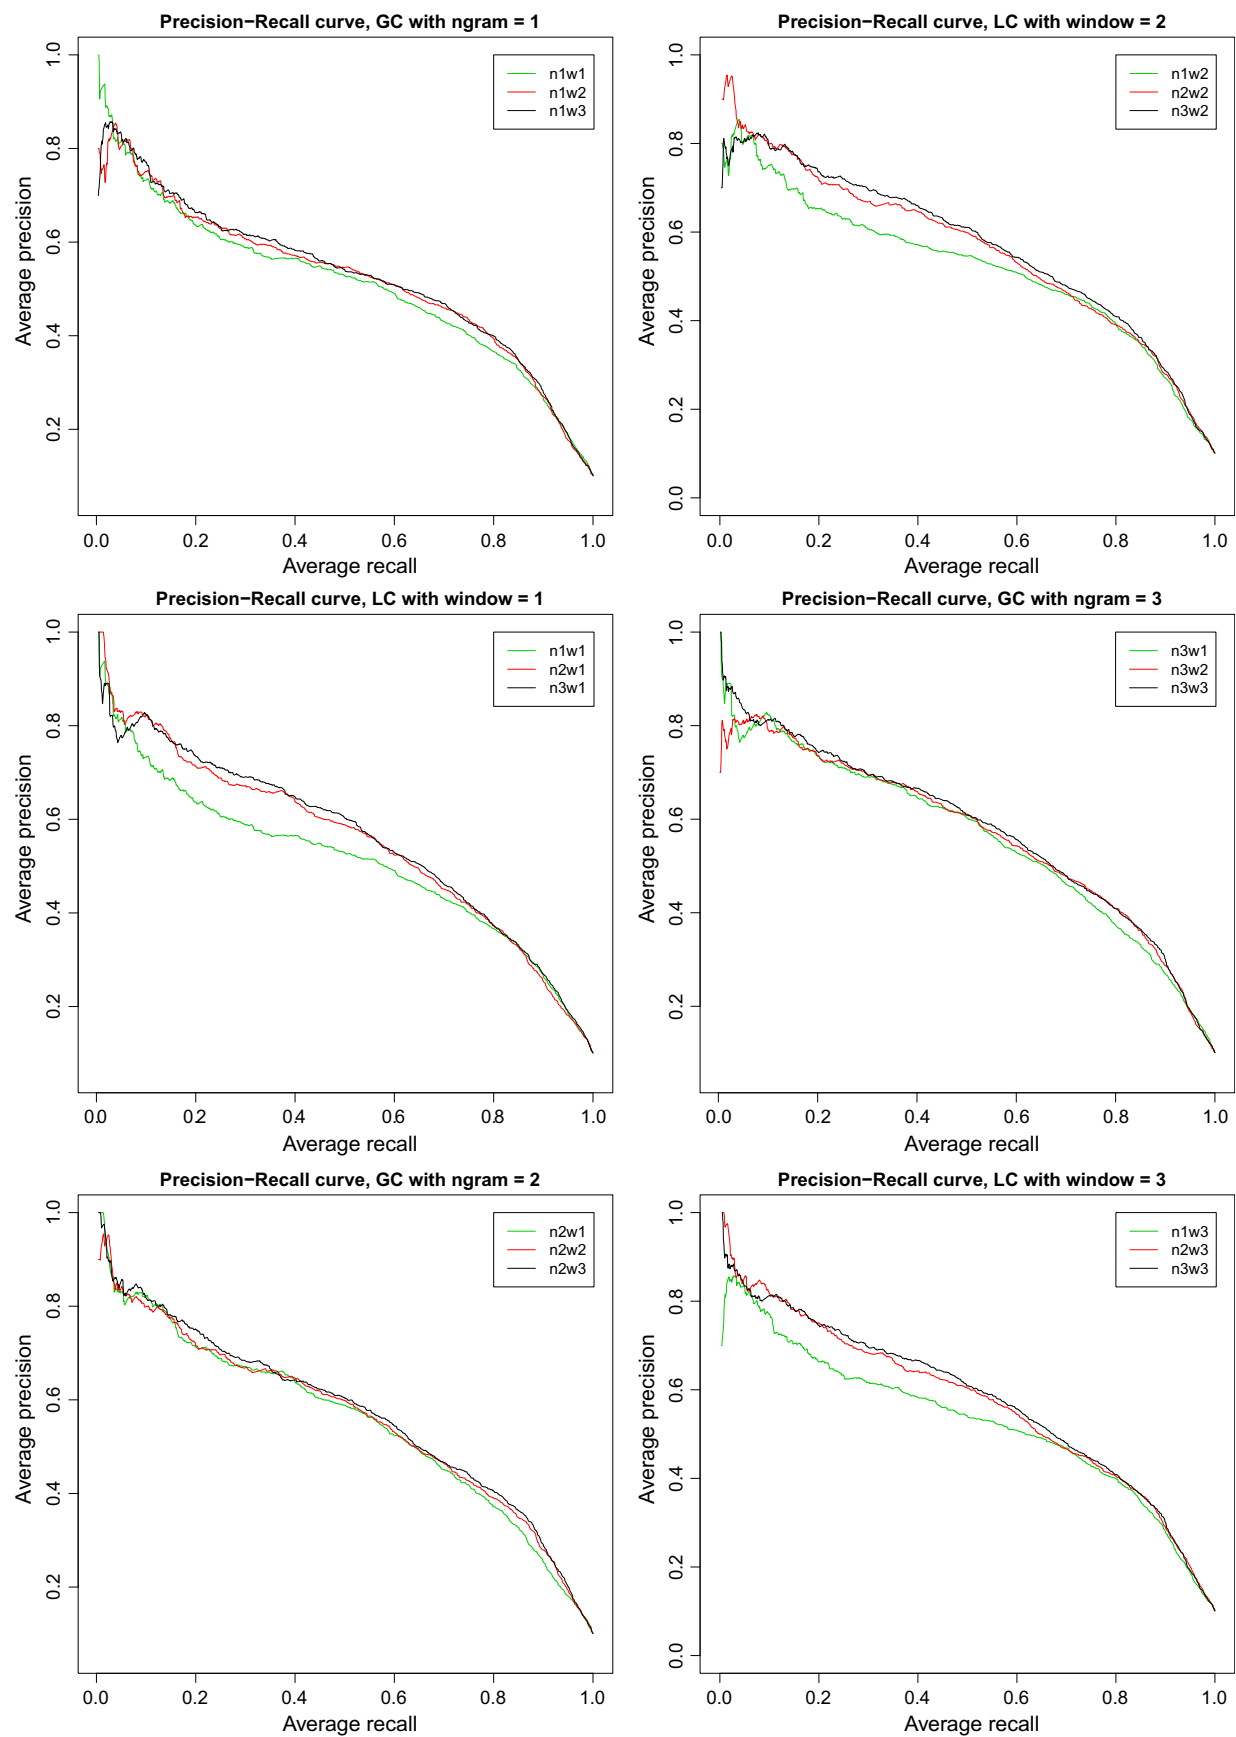 Precision−Recall curve, GC with ngram = 1
Average precision
1.0
0.8
0.6
0.4
0.2
n1w1
n1w2
n1w3
0.0 0.2 0.4 0.6 0.8 1.0
Average recall
Precision−Recall curve, LC with window = 2
Average precision
1.0
0.8
0.6
0.4
0.2
0.0
n1w2
n2w2
n3w2
0.0 0.2 0.4 0.6 0.8 1.0
Average recall
Precision−Recall curve, LC with window = 1
Average precision
1.0
0.8
0.6
0.4
0.2
n1w1
n2w1
n3w1
0.0 0.2 0.4 0.6 0.8 1.0
Average recall
Precision−Recall curve, GC with ngram = 3
Average precision
1.0
0.8
0.6
0.4
0.2
n3w1
n3w2
n3w3
0.0 0.2 0.4 0.6 0.8 1.0
Average recall
Precision−Recall curve, GC with ngram = 2
Average precision
1.0
0.8
0.6
0.4
0.2
n2w1
n2w2
n2w3
0.0 0.2 0.4 0.6 0.8 1.0
Average recall
Precision−Recall curve, LC with window = 3
Average precision
1.0
0.8
0.6
0.4
0.2
0.0
n1w3
n2w3
n3w3
0.0 0.2 0.4 0.6 0.8 1.0
Average recall